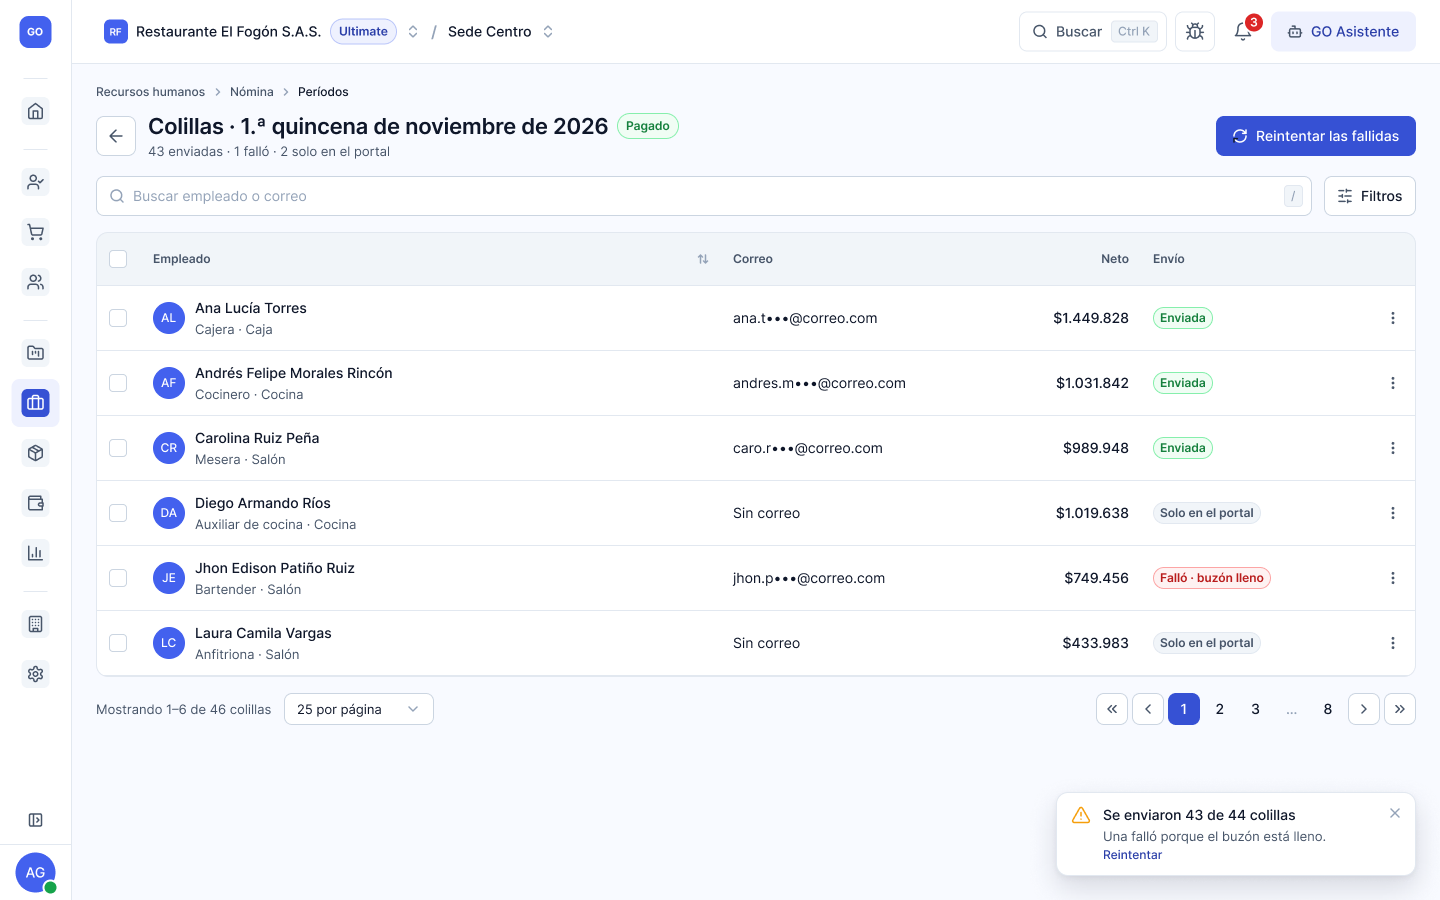 GO
RF Restaurante El Fogón S.A.S. Ultimate / Sede Centro
Buscar Ctrl K
3
GO Asistente
Recursos humanos > Nómina > Períodos
Colillas · 1.ª quincena de noviembre de 2026 Pagado
43 enviadas · 1 falló · 2 solo en el portal
Reintentar las fallidas
Buscar empleado o correo /
Filtros
Empleado Correo Neto Envío
AL Ana Lucía Torres
Cajera · Caja
ana.t•••@correo.com $1.449.828 Enviada
AF Andrés Felipe Morales Rincón
Cocinero · Cocina
andres.m•••@correo.com $1.031.842 Enviada
CR Carolina Ruiz Peña
Mesera · Salón
caro.r•••@correo.com $989.948 Enviada
DA Diego Armando Ríos
Auxiliar de cocina · Cocina
Sin correo $1.019.638 Solo en el portal
JE Jhon Edison Patiño Ruiz
Bartender · Salón
jhon.p•••@correo.com $749.456 Falló · buzón lleno
LC Laura Camila Vargas
Anfitriona · Salón
Sin correo $433.983 Solo en el portal
Mostrando 1–6 de 46 colillas 25 por página
« ‹ 1 2 3 ... 8 › »
Se enviaron 43 de 44 colillas
Una falló porque el buzón está lleno.
Reintentar
AG